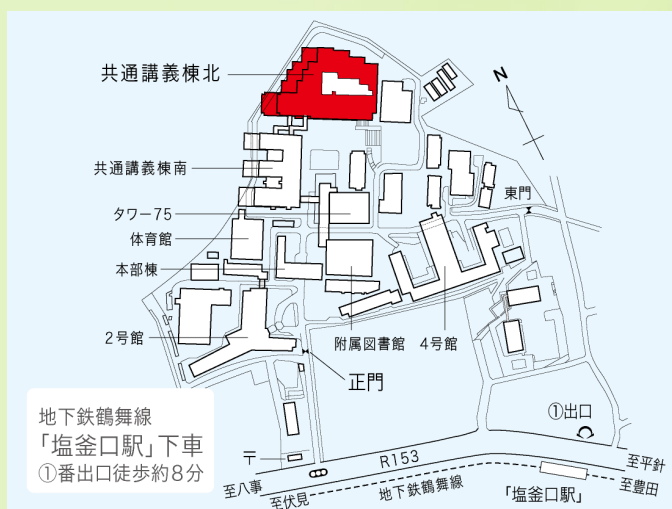 共通講義棟北
N
共通講義棟南
東門
タワー75
体育館
本部棟
2号館
附属図書館
4号館
正門
地下鉄鶴舞線
「塩釜口駅」下車
①番出口徒歩約8分
①出口
〒
R153
至平針
至八事
至伏見
地下鉄鶴舞線
「塩釜口駅」
至豊田